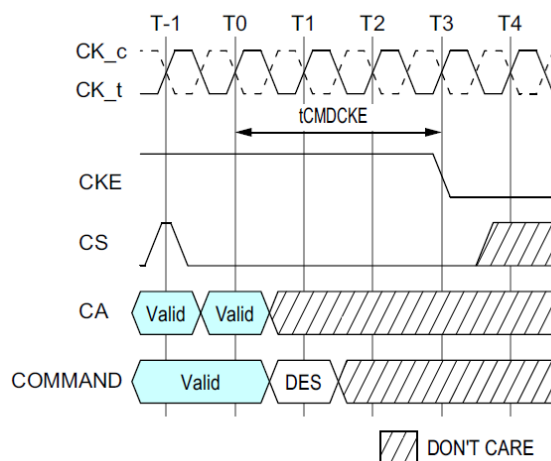 T-1 T0 T1 T2 T3 T4
CK_c
CK_t
tCMDCKE
CKE
CS
CA Valid Valid
COMMAND Valid DES
DON'T CARE